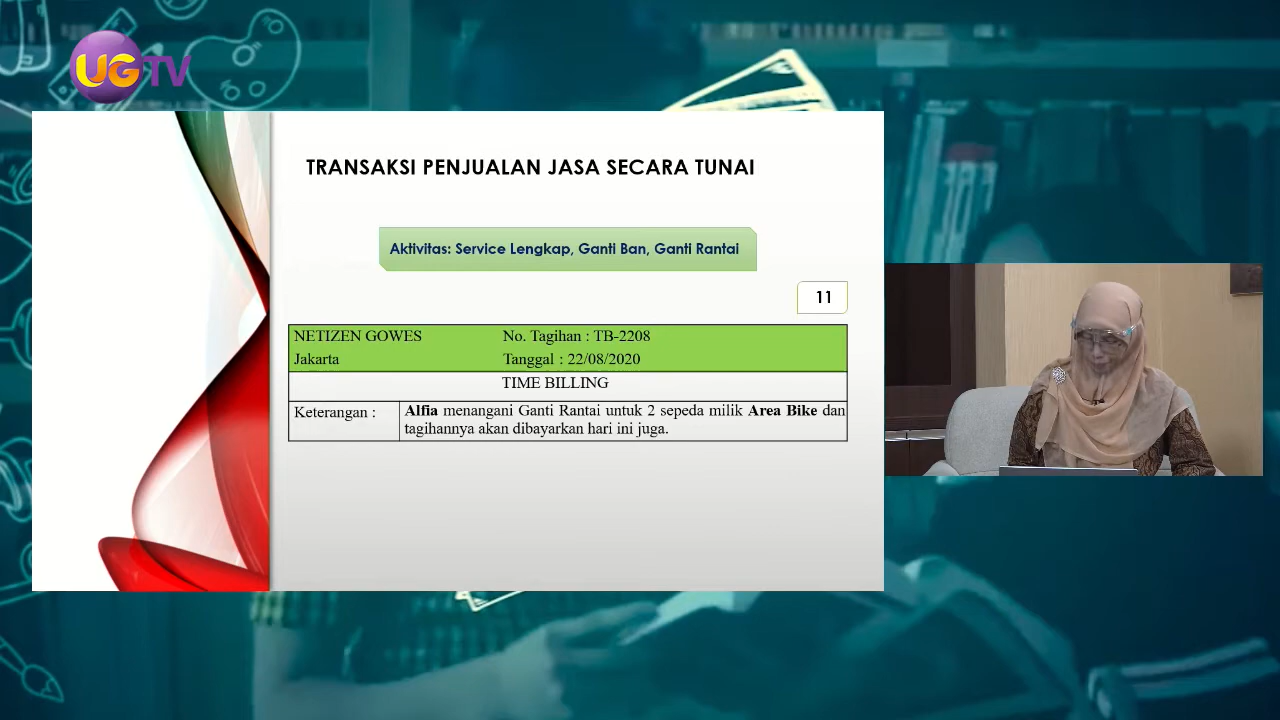 UGTV
TRANSAKSI PENJUALAN JASA SECARA TUNAI
Aktivitas: Service Lengkap, Ganti Ban, Ganti Rantai
11
NETIZEN GOWES No. Tagihan : TB-2208
Jakarta Tanggal : 22/08/2020
TIME BILLING
Keterangan : Alfia menangani Ganti Rantai untuk 2 sepeda milik Area Bike dan
tagihannya akan dibayarkan hari ini juga.